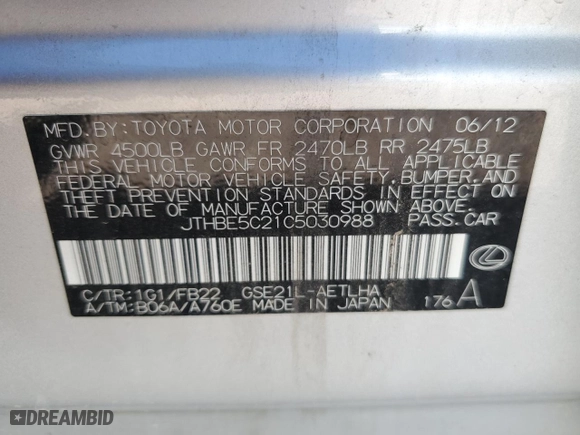 MFD. BY: TOYOTA MOTOR CORPORATION 06/12
GVWR 4500LB GAWR FR 2470LB RR 2475LB
THIS VEHICLE CONFORMS TO ALL APPLICABLE
FEDERAL MOTOR VEHICLE SAFETY, BUMPER, AND
THEFT PREVENTION STANDARDS IN EFFECT ON
THE DATE OF MANUFACTURE SHOWN ABOVE.
JTHBE5C21C5030988 PASS.CAR
C/TR:1G1/FB22 GSE21L-AETLHA
A/TM:B06A/A760E MADE IN JAPAN 176A
DREAMBID